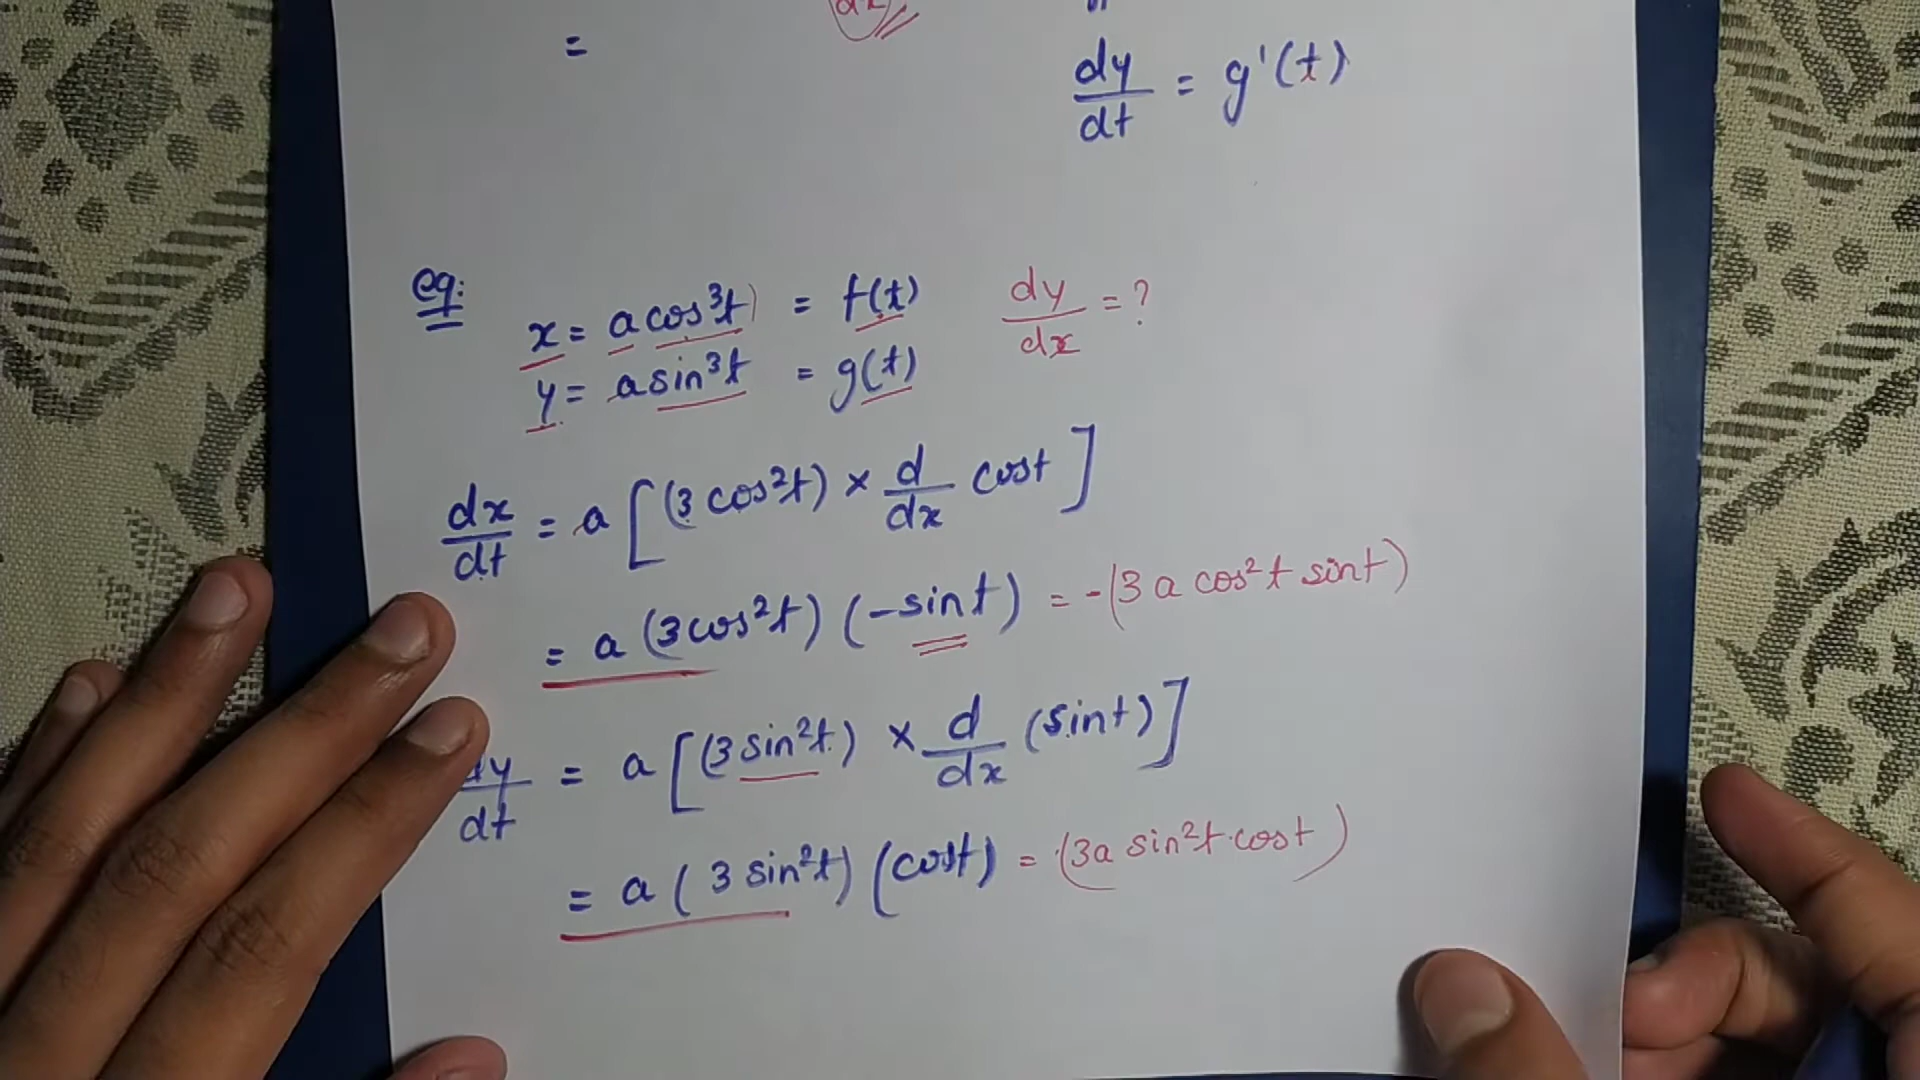 =
dy/dt = g'(t)
eg:
x = a cos³t = f(t) dy/dx = ?
y = a sin³t = g(t)
dx/dt = a [(3 cos²t) × d/dx cost]
= a (3cos²t) (-sint) = -(3 a cos²t sint)
dy/dt = a [(3 sin²t) × d/dx (sint)]
= a (3 sin²t) (cost) = (3a sin²t·cost)